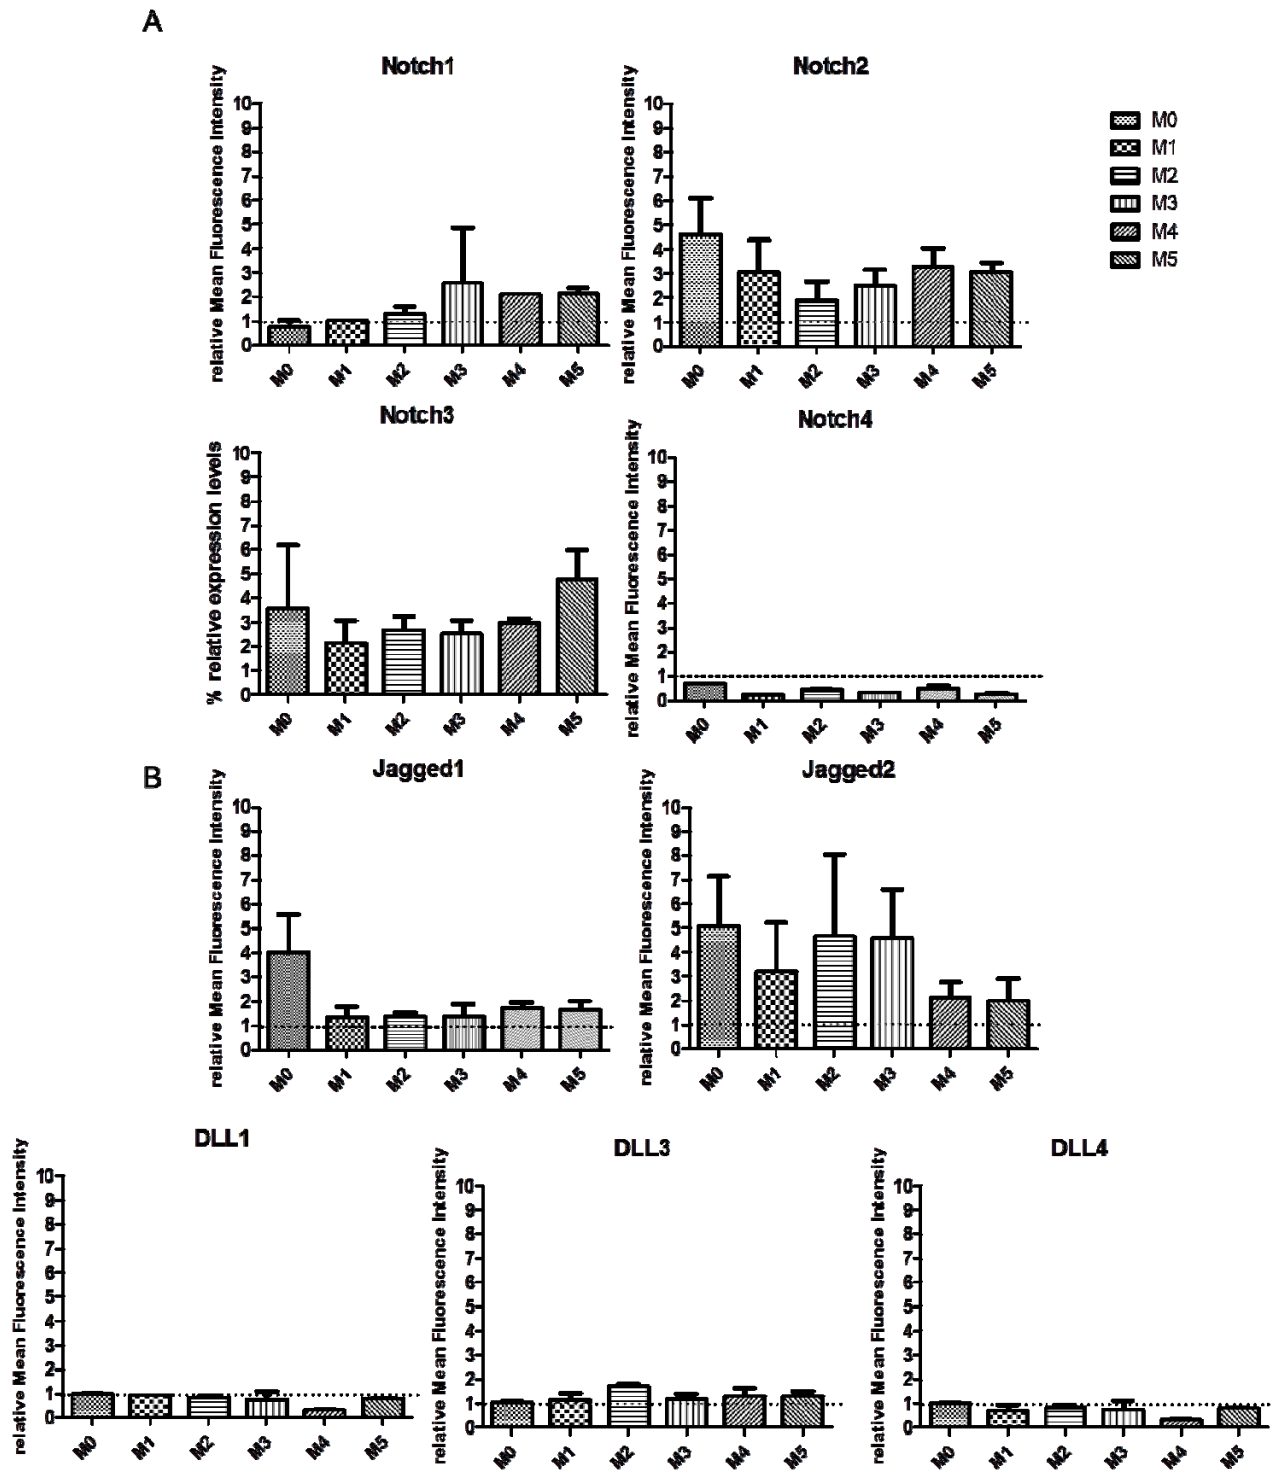 A
Notch1
relative Mean Fluorescence Intensity
10
9
8
7
6
5
4
3
2
1
0
M0 M1 M2 M3 M4 M5
Notch2
relative Mean Fluorescence Intensity
10
9
8
7
6
5
4
3
2
1
0
M0 M1 M2 M3 M4 M5
M0
M1
M2
M3
M4
M5
Notch3
% relative expression levels
10
9
8
7
6
5
4
3
2
1
0
M0 M1 M2 M3 M4 M5
Notch4
relative Mean Fluorescence Intensity
10
9
8
7
6
5
4
3
2
1
0
M0 M1 M2 M3 M4 M5
B
Jagged1
relative Mean Fluorescence Intensity
10
9
8
7
6
5
4
3
2
1
0
M0 M1 M2 M3 M4 M5
Jagged2
relative Mean Fluorescence Intensity
10
9
8
7
6
5
4
3
2
1
0
M0 M1 M2 M3 M4 M5
DLL1
relative Mean Fluorescence Intensity
10
9
8
7
6
5
4
3
2
1
0
M0 M1 M2 M3 M4 M5
DLL3
relative Mean Fluorescence Intensity
10
9
8
7
6
5
4
3
2
1
0
M0 M1 M2 M3 M4 M5
DLL4
relative Mean Fluorescence Intensity
10
9
8
7
6
5
4
3
2
1
0
M0 M1 M2 M3 M4 M5